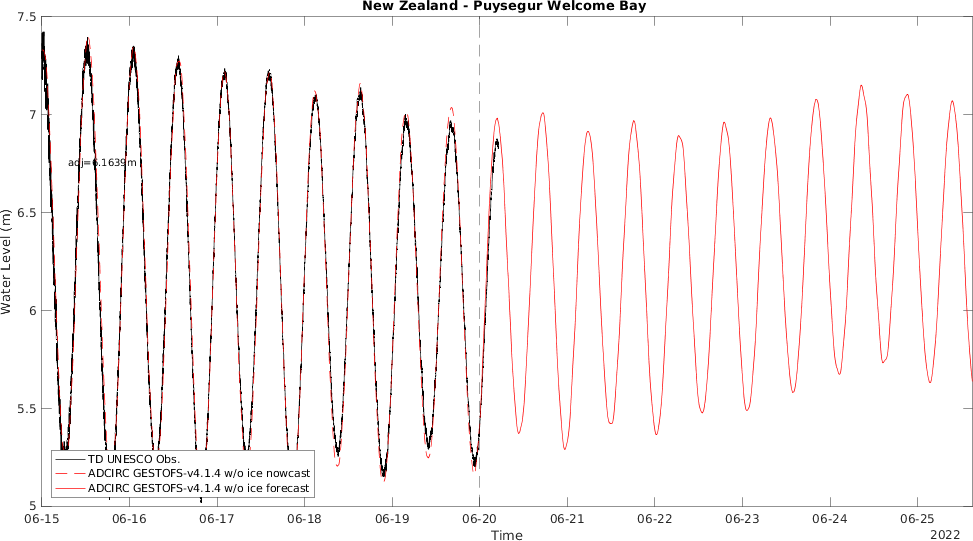 New Zealand - Puysegur Welcome Bay
7.5
7
6.5
6
5.5
5
Water Level (m)
adj=6.1639m
TD UNESCO Obs.
ADCIRC GESTOFS-v4.1.4 w/o ice nowcast
ADCIRC GESTOFS-v4.1.4 w/o ice forecast
06-15 06-16 06-17 06-18 06-19 06-20 06-21 06-22 06-23 06-24 06-25
Time
2022